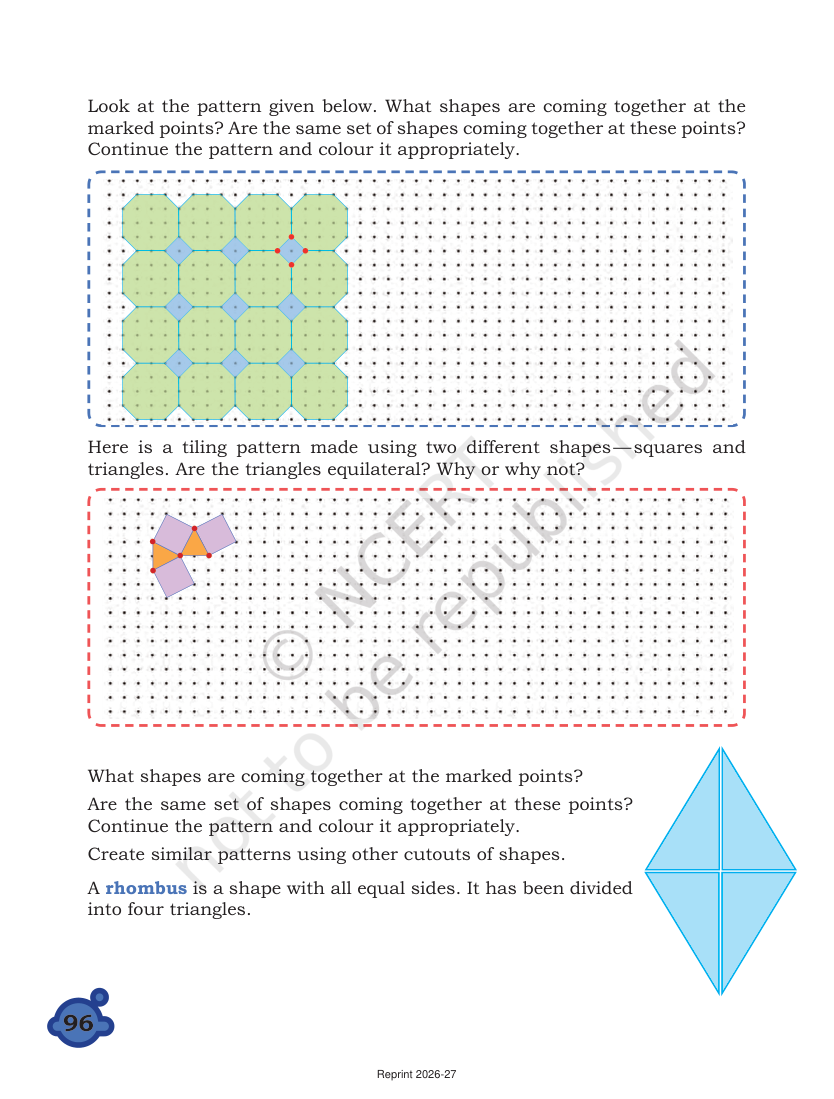 Look at the pattern given below. What shapes are coming together at the
marked points? Are the same set of shapes coming together at these points?
Continue the pattern and colour it appropriately.
Here is a tiling pattern made using two different shapes—squares and
triangles. Are the triangles equilateral? Why or why not?
© NCERT
not to be republished
What shapes are coming together at the marked points?
Are the same set of shapes coming together at these points?
Continue the pattern and colour it appropriately.
Create similar patterns using other cutouts of shapes.
A rhombus is a shape with all equal sides. It has been divided
into four triangles.
96
Reprint 2026-27